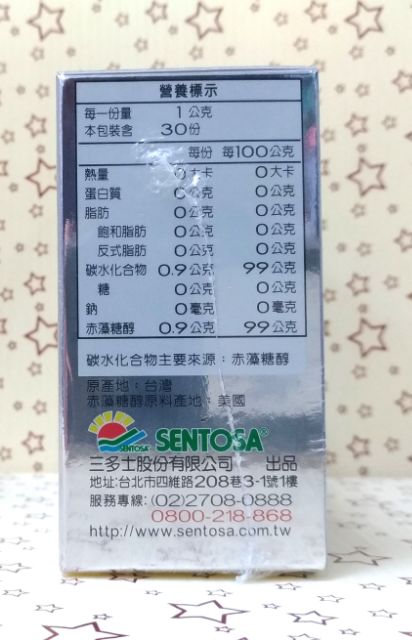 營養標示
每一份量 1公克
本包裝含 30份
每份 每100公克
熱量 0大卡 0大卡
蛋白質 0公克 0公克
脂肪 0公克 0公克
飽和脂肪 0公克 0公克
反式脂肪 0公克 0公克
碳水化合物 0.9公克 99公克
糖 0公克 0公克
鈉 0毫克 0毫克
赤藻糖醇 0.9公克 99公克
碳水化合物主要來源：赤藻糖醇
原產地：台灣
赤藻糖醇原料產地：美國
SENTOSA SENTOSA®
三多士股份有限公司 出品
地址:台北市四維路208巷3-1號1樓
服務專線:(02)2708-0888
0800-218-868
http://www.sentosa.com.tw